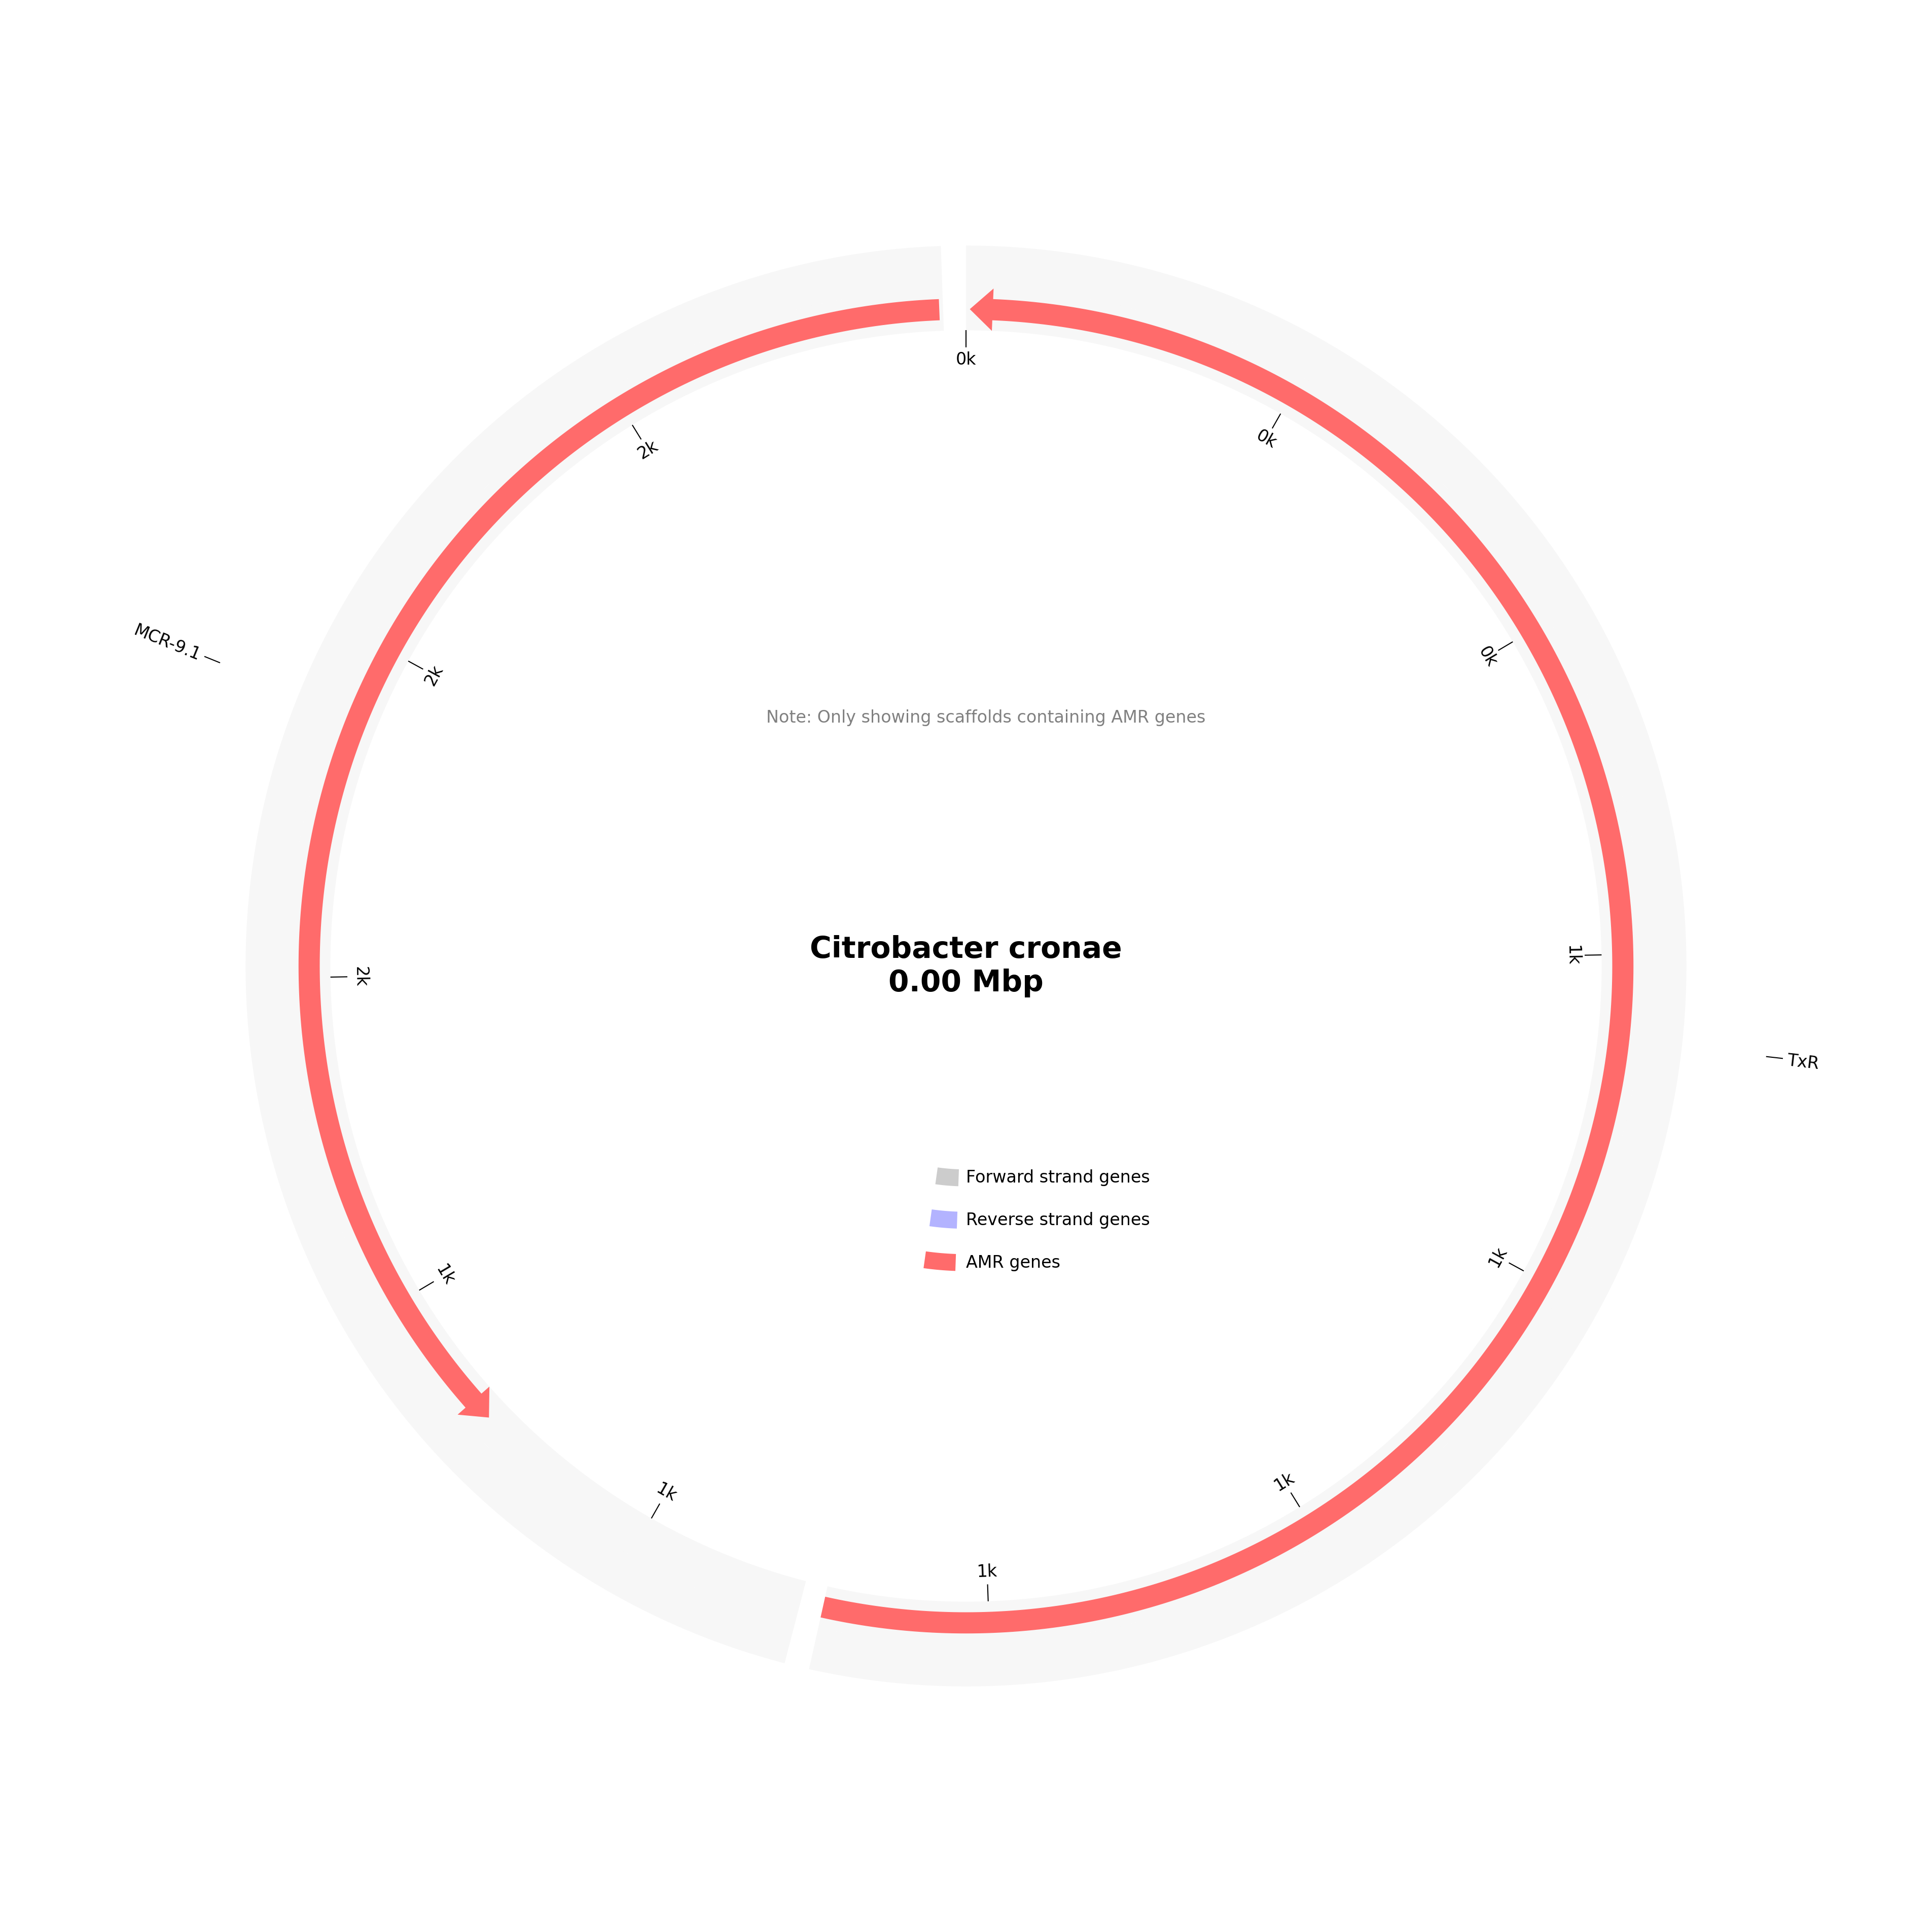 0k
0k
2k
MCR-9.1
0k
2k
Note: Only showing scaffolds containing AMR genes
Citrobacter cronae
0.00 Mbp
1k
2k
TxR
Forward strand genes
Reverse strand genes
AMR genes
1k
1k
1k
1k
1k